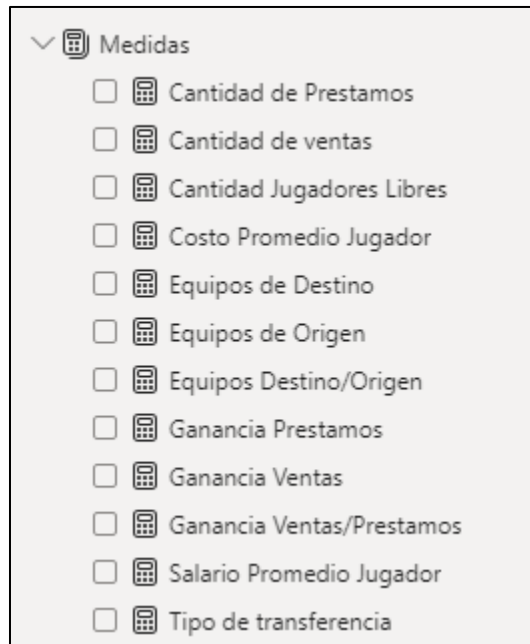 Medidas
Cantidad de Prestamos
Cantidad de ventas
Cantidad Jugadores Libres
Costo Promedio Jugador
Equipos de Destino
Equipos de Origen
Equipos Destino/Origen
Ganancia Prestamos
Ganancia Ventas
Ganancia Ventas/Prestamos
Salario Promedio Jugador
Tipo de transferencia